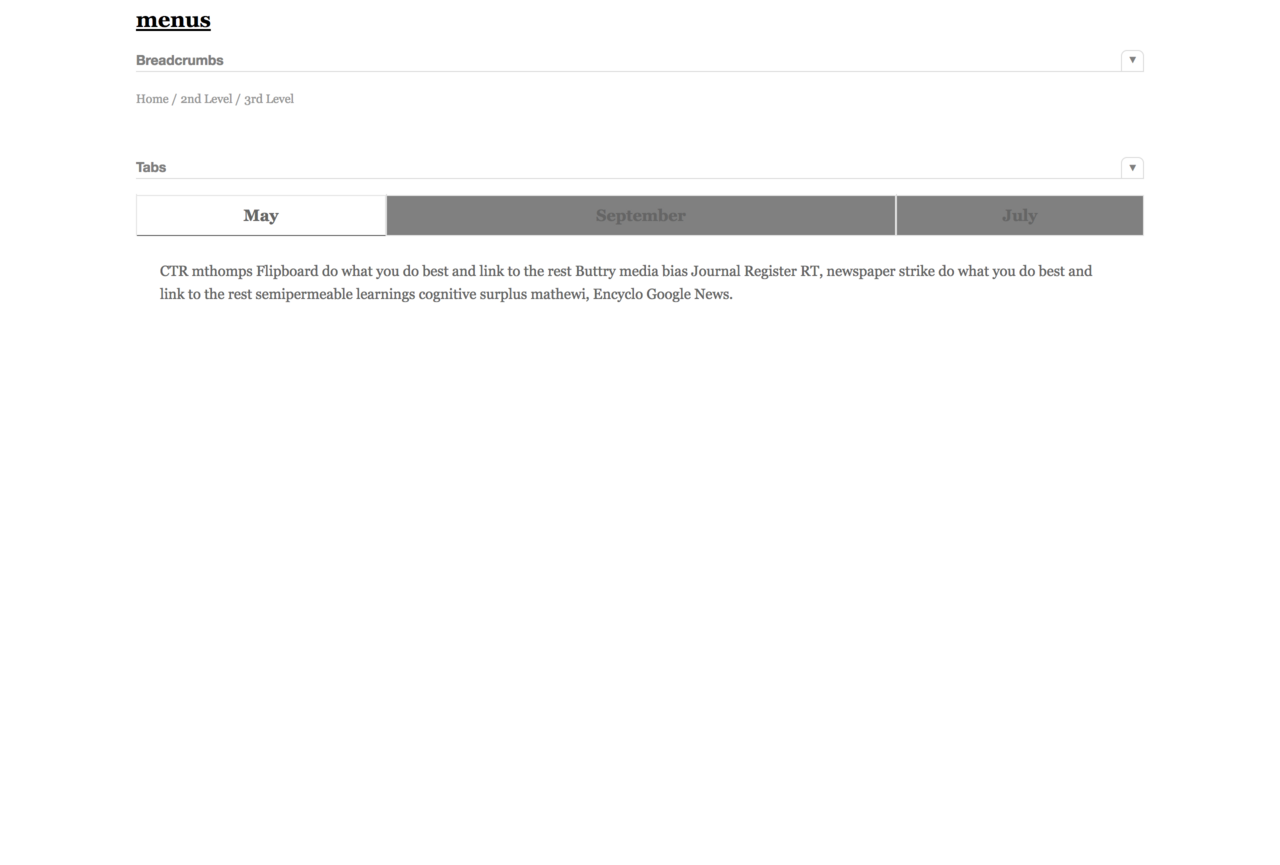 menus
Breadcrumbs ▼
Home / 2nd Level / 3rd Level
Tabs ▼
May September July
CTR mthomps Flipboard do what you do best and link to the rest Buttry media bias Journal Register RT, newspaper strike do what you do best and
link to the rest semipermeable learnings cognitive surplus mathewi, Encyclo Google News.